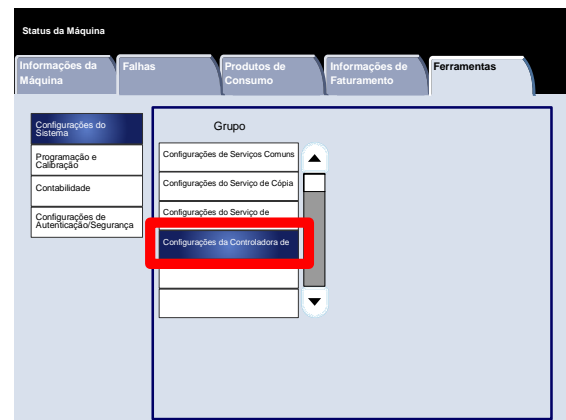 Status da Máquina
Informações da
Máquina
Falhas
Produtos de
Consumo
Informações de
Faturamento
Ferramentas
Configurações do
Sistema
Programação e
Calibração
Contabilidade
Configurações de
Autenticação/Segurança
Grupo
Configurações de Serviços Comuns
Configurações do Serviço de Cópia
Configurações do Serviço de
Configurações da Controladora de